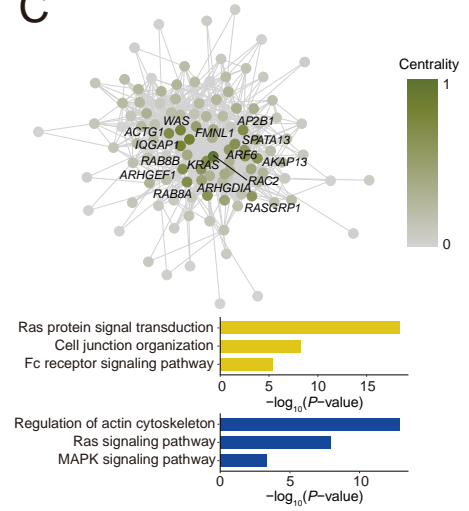 C
Centrality
1
0
WAS
AP2B1
ACTG1
FMNL1
SPATA13
IQGAP1
ARF6
RAB8B
KRAS
AKAP13
ARHGEF1
RAC2
ARHGDIA
RAB8A
RASGRP1
Ras protein signal transduction
Cell junction organization
Fc receptor signaling pathway
0 5 10 15
−log10(P−value)
Regulation of actin cytoskeleton
Ras signaling pathway
MAPK signaling pathway
0 5 10
−log10(P−value)